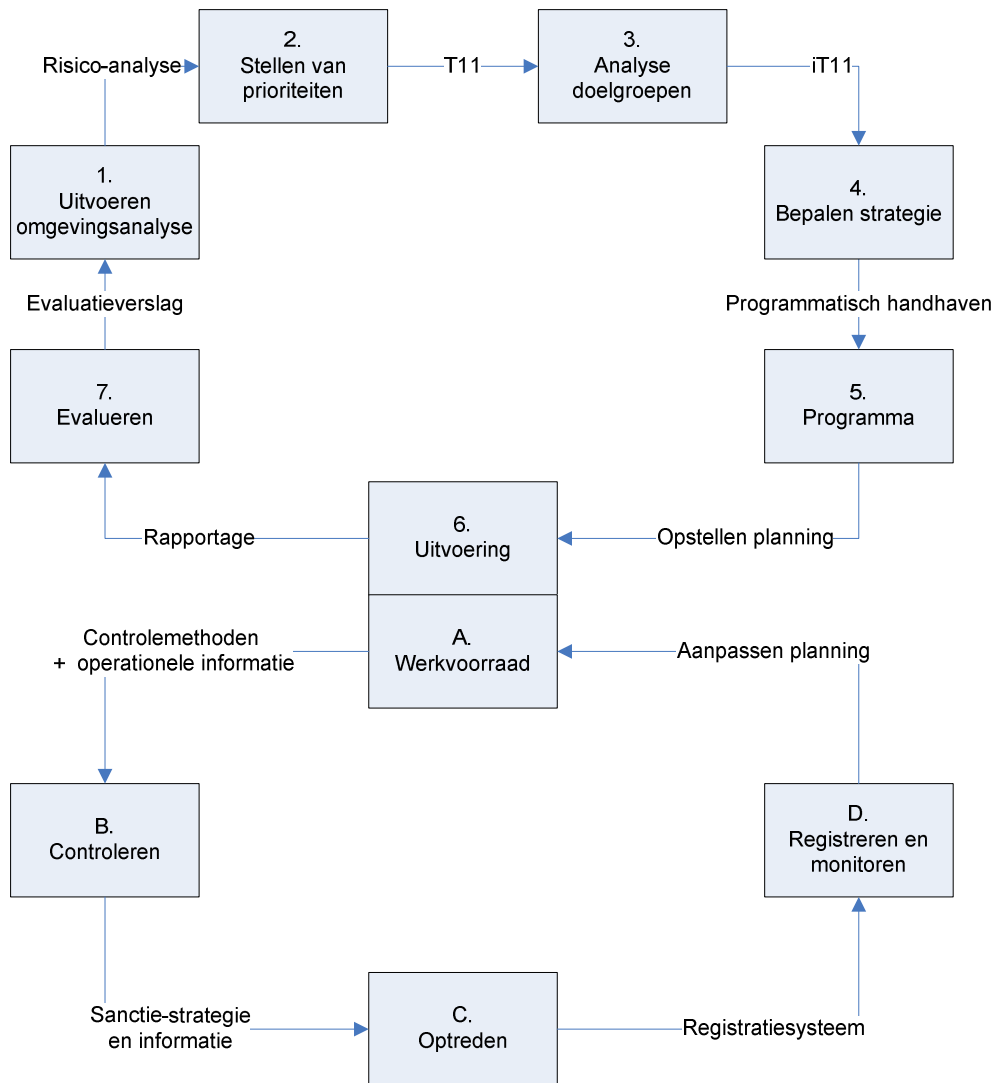 2.
Stellen van
prioriteiten
3.
Analyse
doelgroepen
Risico-analyse
T11
iT11
1.
Uitvoeren
omgevingsanalyse
4.
Bepalen strategie
Evaluatieverslag
Programmatisch handhaven
7.
Evalueren
5.
Programma
6.
Uitvoering
Rapportage
Opstellen planning
A.
Werkvoorraad
Controlemethoden
+ operationele informatie
Aanpassen planning
B.
Controleren
D.
Registreren en
monitoren
Sanctie-strategie
en informatie
C.
Optreden
Registratiesysteem